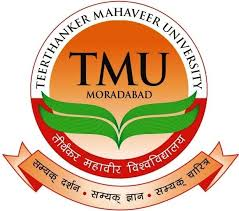 TEERTHANKER MAHAVEER UNIVERSITY
TMU
MORADABAD
तीर्थंकर महावीर विश्वविद्यालय
सम्यक् दर्शन • सम्यक् ज्ञान • सम्यक् चारित्र